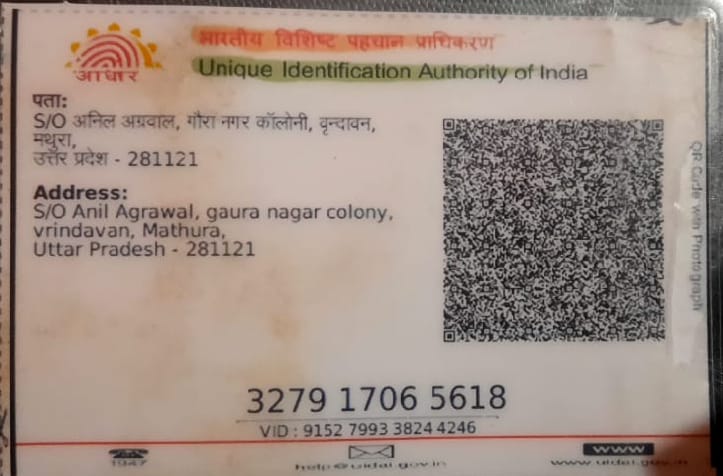 भारतीय विशिष्ट पहचान प्राधिकरण
Unique Identification Authority of India
आधार
पता:
S/O अनिल अग्रवाल, गौरा नगर कॉलोनी, वृन्दावन,
मथुरा,
उत्तर प्रदेश - 281121
Address:
S/O Anil Agrawal, gaura nagar colony,
vrindavan, Mathura,
Uttar Pradesh - 281121
QR Code with Photograph
3279 1706 5618
VID : 9152 7993 3824 4246
1947
help@uidai.gov.in
www
www.uidai.gov.in